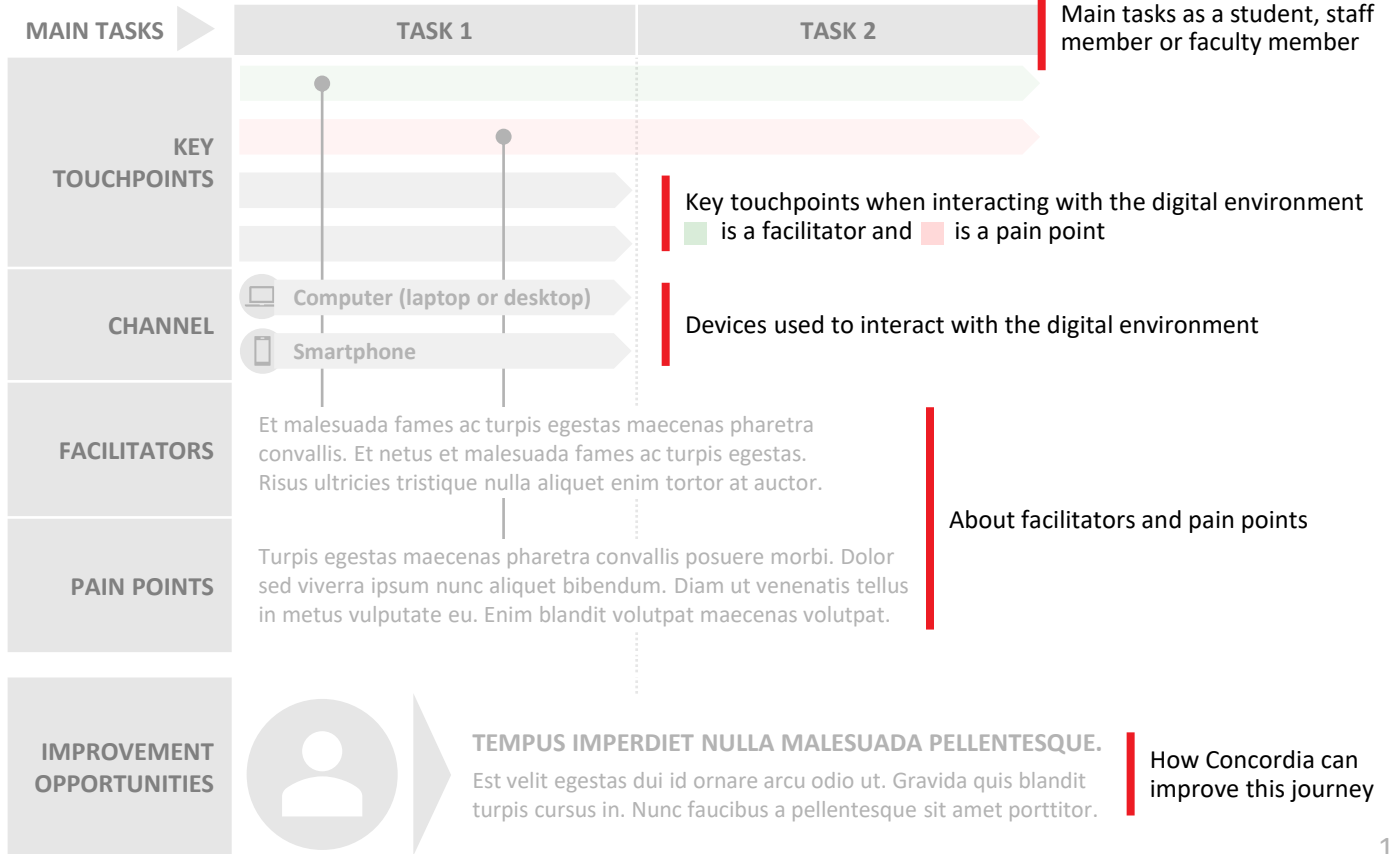 MAIN TASKS
TASK 1
TASK 2
Main tasks as a student, staff
member or faculty member
KEY
TOUCHPOINTS
Key touchpoints when interacting with the digital environment
is a facilitator and is a pain point
CHANNEL
Computer (laptop or desktop)
Smartphone
Devices used to interact with the digital environment
FACILITATORS
Et malesuada fames ac turpis egestas maecenas pharetra
convallis. Et netus et malesuada fames ac turpis egestas.
Risus ultricies tristique nulla aliquet enim tortor at auctor.
About facilitators and pain points
PAIN POINTS
Turpis egestas maecenas pharetra convallis posuere morbi. Dolor
sed viverra ipsum nunc aliquet bibendum. Diam ut venenatis tellus
in metus vulputate eu. Enim blandit volutpat maecenas volutpat.
IMPROVEMENT
OPPORTUNITIES
TEMPUS IMPERDIET NULLA MALESUADA PELLENTESQUE.
Est velit egestas dui id ornare arcu odio ut. Gravida quis blandit
turpis cursus in. Nunc faucibus a pellentesque sit amet porttitor.
How Concordia can
improve this journey
1